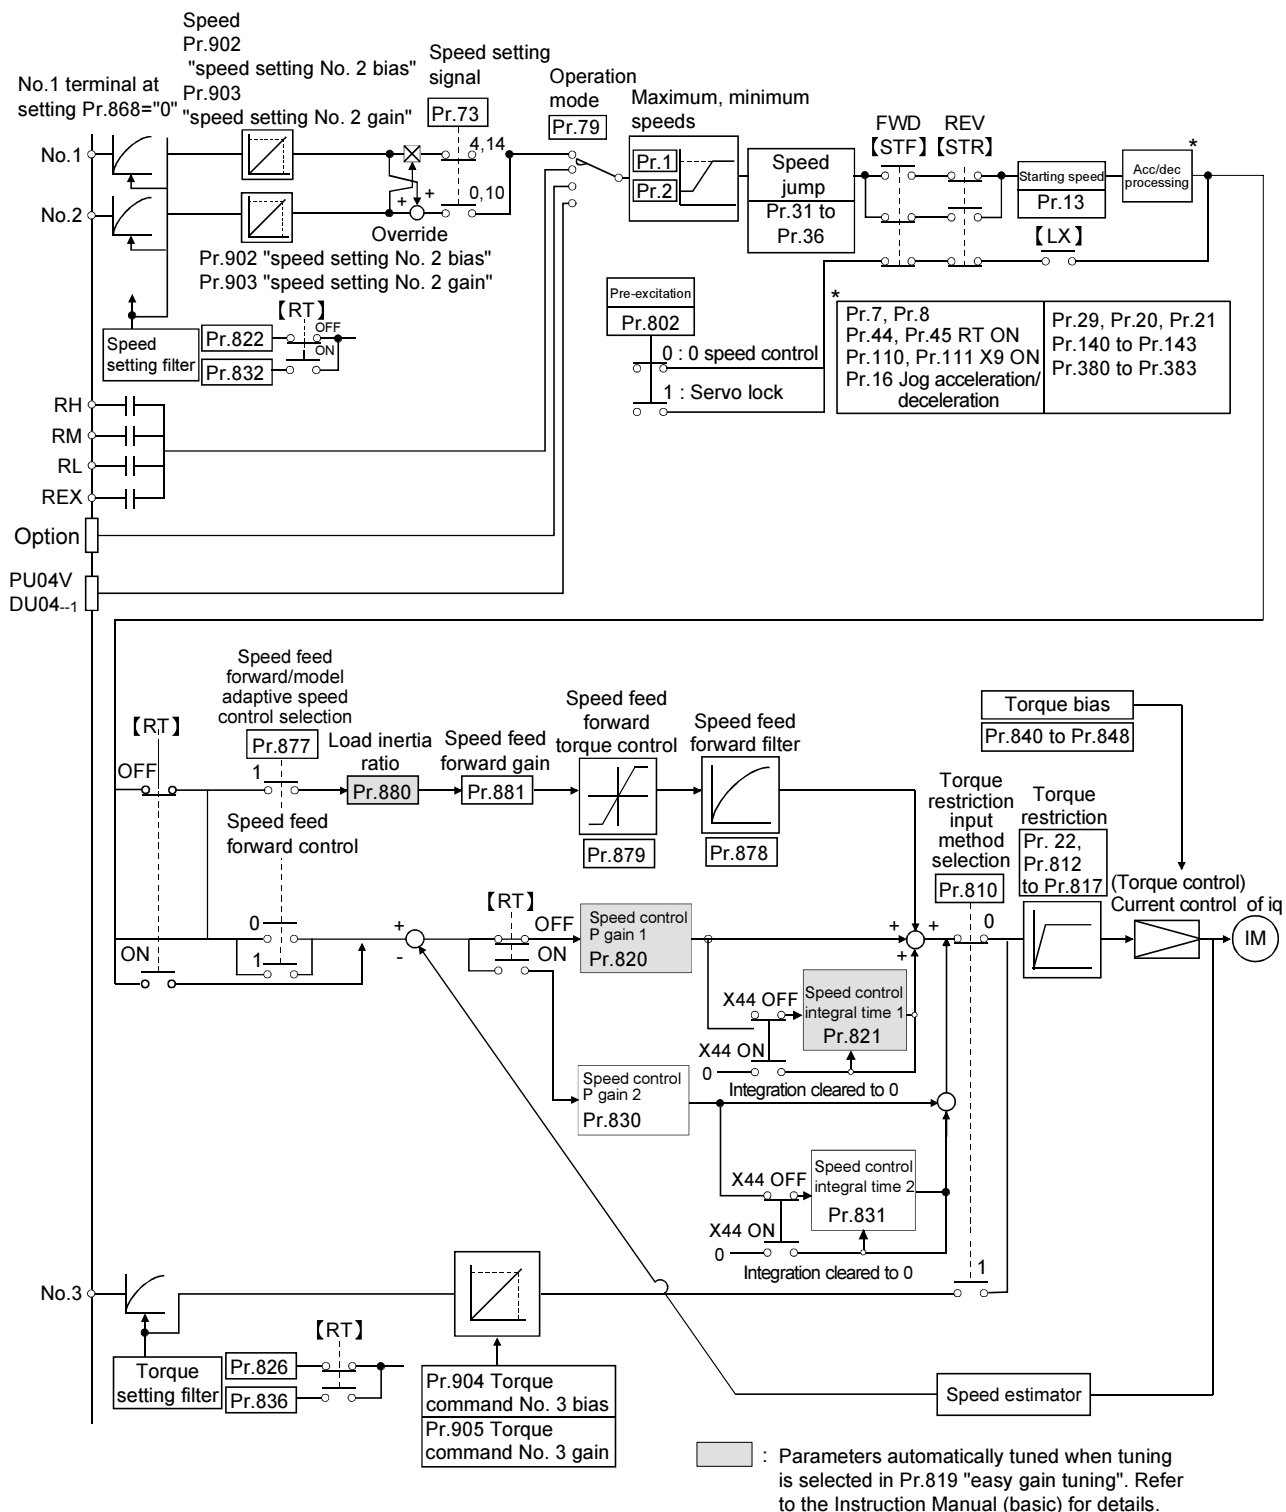 Speed
Pr.902
"speed setting No. 2 bias"
Pr.903
"speed setting No. 2 gain"
No.1 terminal at
setting Pr.868="0"
Speed setting
signal
Pr.73
Operation
mode
Pr.79
Maximum, minimum
speeds
Pr.1
Pr.2
Speed
jump
Pr.31 to
Pr.36
FWD
【STF】
REV
【STR】
Starting speed
Pr.13
*
Acc/dec
processing
【LX】
No.1
No.2
4,14
0,10
+ +
Override
Pr.902 "speed setting No. 2 bias"
Pr.903 "speed setting No. 2 gain"
Speed
setting filter
【RT】
Pr.822
OFF
ON
Pr.832
Pre-excitation
Pr.802
0 : 0 speed control
1 : Servo lock
*
Pr.7, Pr.8
Pr.44, Pr.45 RT ON
Pr.110, Pr.111 X9 ON
Pr.16 Jog acceleration/
deceleration
Pr.29, Pr.20, Pr.21
Pr.140 to Pr.143
Pr.380 to Pr.383
RH
RM
RL
REX
Option
PU04V
DU04--1
Speed feed
forward/model
adaptive speed
control selection
Pr.877
【RT】
OFF
1
Load inertia
ratio
Pr.880
Speed feed
forward gain
Pr.881
Speed feed
forward
torque control
Pr.879
Speed feed
forward filter
Pr.878
Torque bias
Pr.840 to Pr.848
Torque
restriction
input
method
selection
Pr.810
Torque
restriction
Pr. 22,
Pr.812
to Pr.817
(Torque control)
Current control of iq
IM
Speed feed
forward control
0
1
ON
+
-
【RT】
OFF
ON
Speed control
P gain 1
Pr.820
+
+
+
0
X44 OFF
Speed control
integral time 1
Pr.821
X44 ON
0
Integration cleared to 0
Speed control
P gain 2
Pr.830
X44 OFF
Speed control
integral time 2
Pr.831
X44 ON
0
Integration cleared to 0
1
No.3
Torque
setting filter
【RT】
Pr.826
Pr.836
Pr.904 Torque
command No. 3 bias
Pr.905 Torque
command No. 3 gain
Speed estimator
: Parameters automatically tuned when tuning
is selected in Pr.819 "easy gain tuning". Refer
to the Instruction Manual (basic) for details.